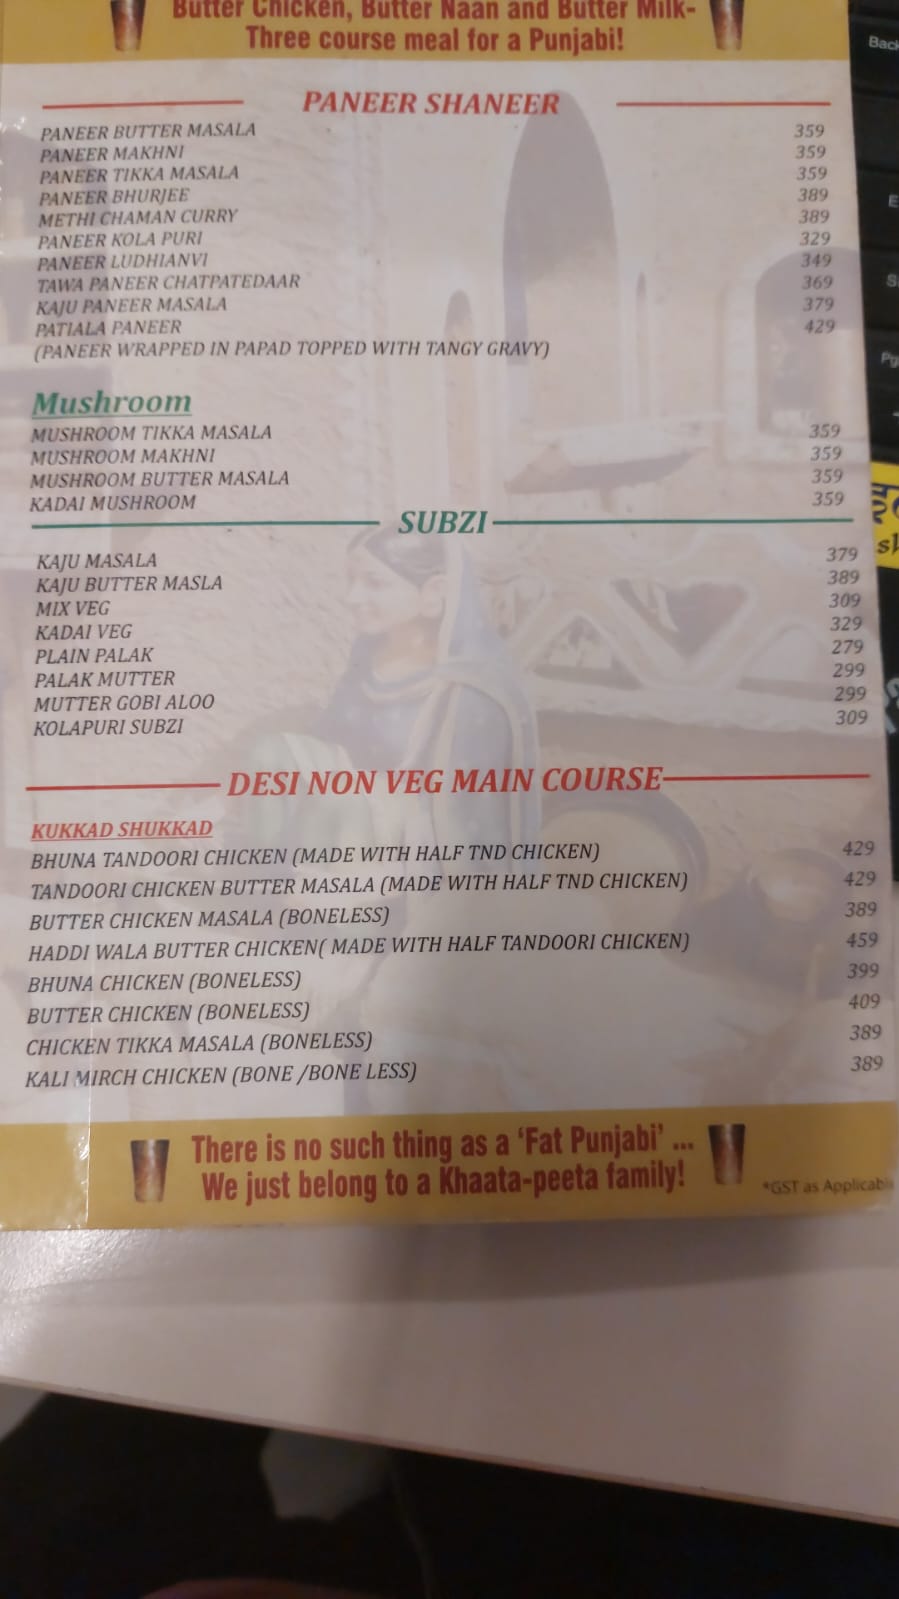 Butter Chicken, Butter Naan and Butter Milk-
Three course meal for a Punjabi!
PANEER SHANEER
PANEER BUTTER MASALA 359
PANEER MAKHNI 359
PANEER TIKKA MASALA 359
PANEER BHURJEE 389
METHI CHAMAN CURRY 389
PANEER KOLA PURI 329
PANEER LUDHIANVI 349
TAWA PANEER CHATPATEDAAR 369
KAJU PANEER MASALA 379
PATIALA PANEER 429
(PANEER WRAPPED IN PAPAD TOPPED WITH TANGY GRAVY)
Mushroom
MUSHROOM TIKKA MASALA 359
MUSHROOM MAKHNI 359
MUSHROOM BUTTER MASALA 359
KADAI MUSHROOM 359
SUBZI
KAJU MASALA 379
KAJU BUTTER MASLA 389
MIX VEG 309
KADAI VEG 329
PLAIN PALAK 279
PALAK MUTTER 299
MUTTER GOBI ALOO 299
KOLAPURI SUBZI 309
DESI NON VEG MAIN COURSE
KUKKAD SHUKKAD
BHUNA TANDOORI CHICKEN (MADE WITH HALF TND CHICKEN) 429
TANDOORI CHICKEN BUTTER MASALA (MADE WITH HALF TND CHICKEN) 429
BUTTER CHICKEN MASALA (BONELESS) 389
HADDI WALA BUTTER CHICKEN( MADE WITH HALF TANDOORI CHICKEN) 459
BHUNA CHICKEN (BONELESS) 399
BUTTER CHICKEN (BONELESS) 409
CHICKEN TIKKA MASALA (BONELESS) 389
KALI MIRCH CHICKEN (BONE /BONE LESS) 389
There is no such thing as a ‘Fat Punjabi’ ...
We just belong to a Khaata-peeta family!
*GST as Applicable
Back